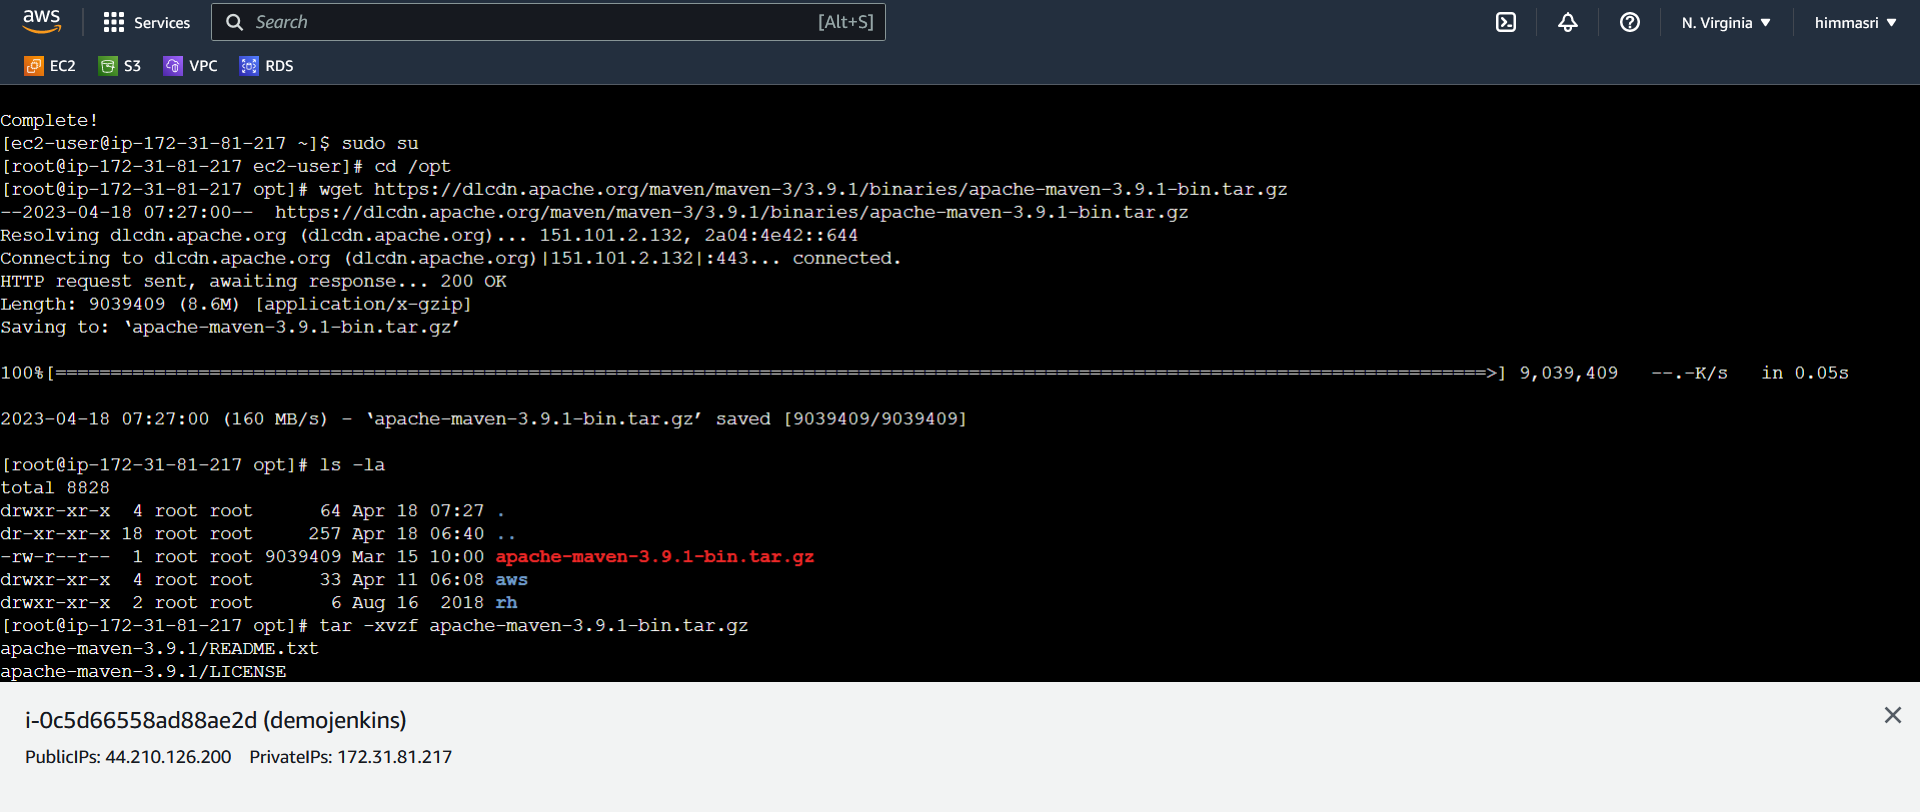 aws Services Search [Alt+S] N. Virginia ▼ himmasri ▼
EC2 S3 VPC RDS
Complete!
[ec2-user@ip-172-31-81-217 ~]$ sudo su
[root@ip-172-31-81-217 ec2-user]# cd /opt
[root@ip-172-31-81-217 opt]# wget https://dlcdn.apache.org/maven/maven-3/3.9.1/binaries/apache-maven-3.9.1-bin.tar.gz
--2023-04-18 07:27:00--  https://dlcdn.apache.org/maven/maven-3/3.9.1/binaries/apache-maven-3.9.1-bin.tar.gz
Resolving dlcdn.apache.org (dlcdn.apache.org)... 151.101.2.132, 2a04:4e42::644
Connecting to dlcdn.apache.org (dlcdn.apache.org)|151.101.2.132|:443... connected.
HTTP request sent, awaiting response... 200 OK
Length: 9039409 (8.6M) [application/x-gzip]
Saving to: ‘apache-maven-3.9.1-bin.tar.gz’
100%[==================================================================================================================================>] 9,039,409   --.-K/s   in 0.05s
2023-04-18 07:27:00 (160 MB/s) - ‘apache-maven-3.9.1-bin.tar.gz’ saved [9039409/9039409]
[root@ip-172-31-81-217 opt]# ls -la
total 8828
drwxr-xr-x  4 root root      64 Apr 18 07:27 .
dr-xr-xr-x 18 root root     257 Apr 18 06:40 ..
-rw-r--r--  1 root root 9039409 Mar 15 10:00 apache-maven-3.9.1-bin.tar.gz
drwxr-xr-x  4 root root      33 Apr 11 06:08 aws
drwxr-xr-x  2 root root       6 Aug 16  2018 rh
[root@ip-172-31-81-217 opt]# tar -xvzf apache-maven-3.9.1-bin.tar.gz
apache-maven-3.9.1/README.txt
apache-maven-3.9.1/LICENSE
i-0c5d66558ad88ae2d (demojenkins)
PublicIPs: 44.210.126.200 PrivateIPs: 172.31.81.217